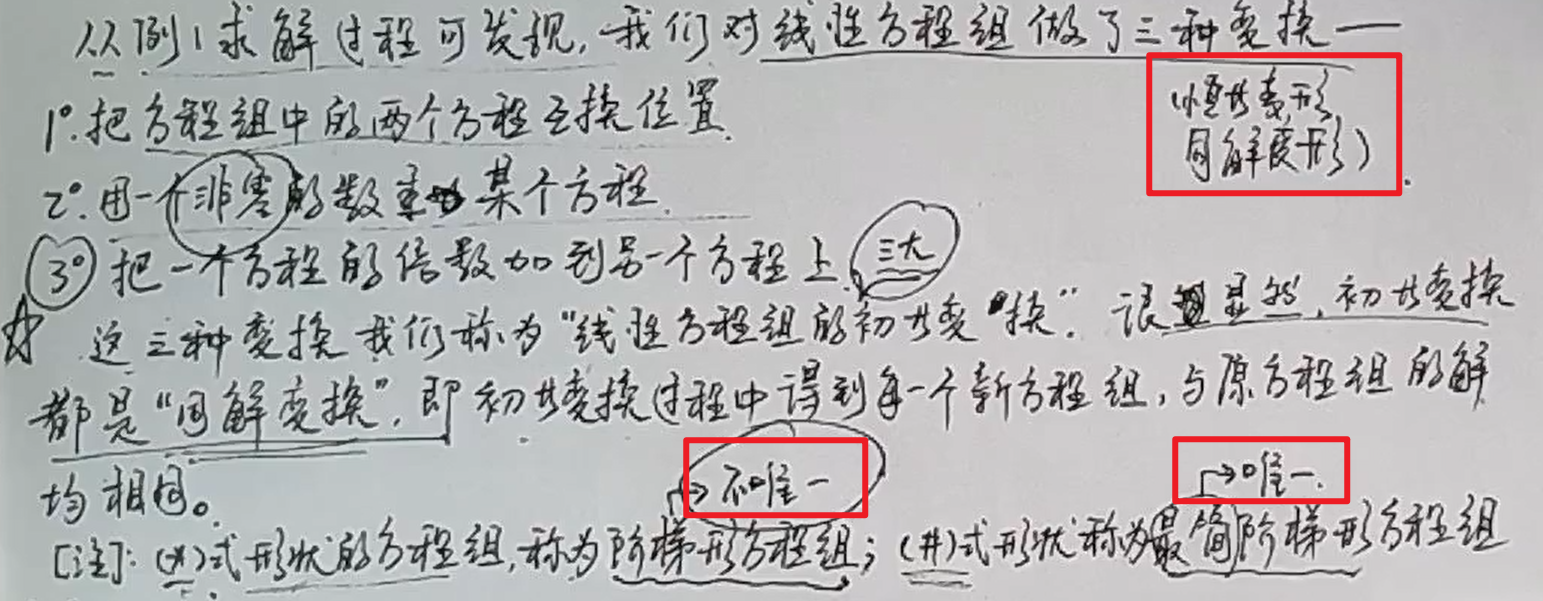 从例1求解过程可发现,我们对线性方程组做了三种变换——
(恒等变形
同解变形)
1°.把方程组中的两个方程互换位置.
2°.用一个非零的数乘某个方程.
3°把一个方程的倍数加到另一个方程上.三大
☆ 这三种变换我们称为"线性方程组的初等变换".很显然,初等变换
都是"同解变换",即初等变换过程中得到每一个新方程组,与原方程组的解
均相同。
→不唯一
→唯一.
[注]:(*)式形状的方程组,称为阶梯形方程组;(#)式形状称为最简阶梯形方程组